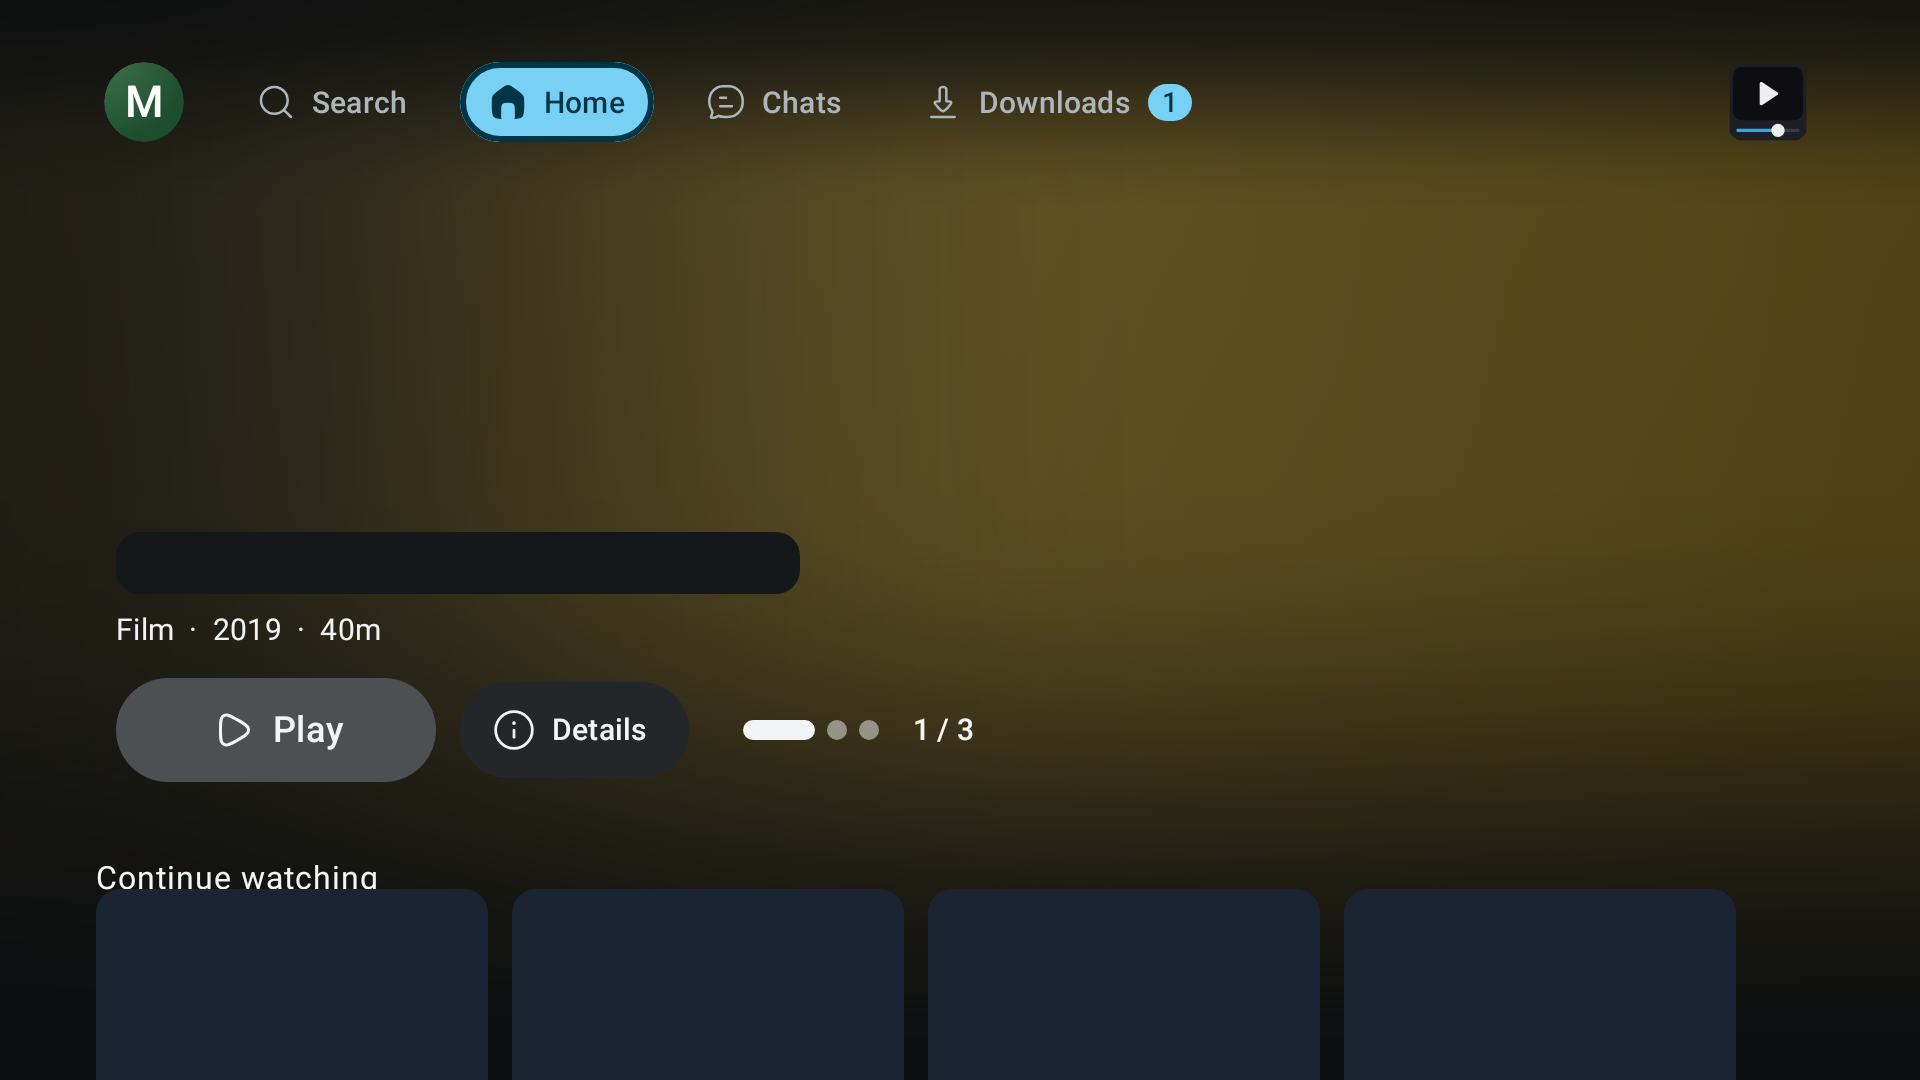 M
Search
Home
Chats
Downloads 1
Film · 2019 · 40m
Play
Details
1 / 3
Continue watching